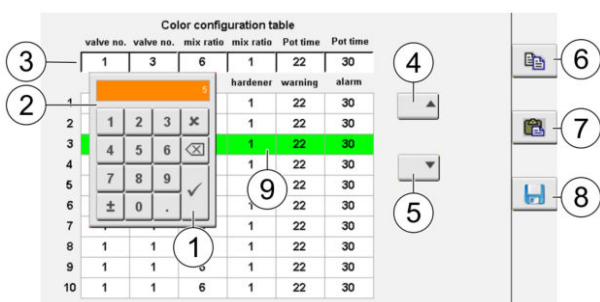 Color configuration table
valve no. valve no. mix ratio mix ratio Pot time Pot time
3 1 3 6 1 22 30 4 6
hardener warning alarm
2 5
1 1 22 30
1 2 3
2 1 22 30 7
4 5 6
3 1 22 30
7 8 9
4 1 22 30
5 9 22 30 8
± 0 .
6 1 22 30 5
7 1 1 1 22 30
8 1 1 1 1 22 30
9 1 1 6 1 22 30
10 1 1 6 1 22 30